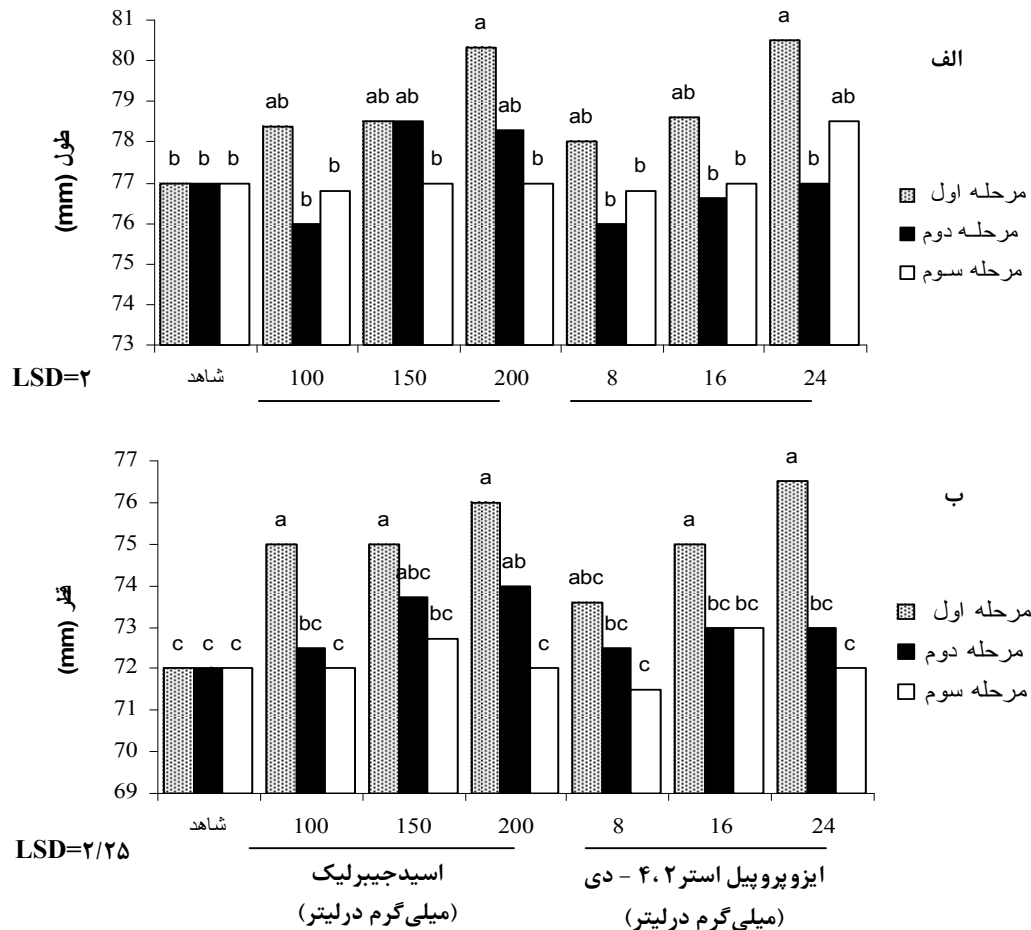 81
80
79
78
77
76
75
74
73
طول (mm)
a a
ab ab ab ab ab ab ab ab
b b b b b b b b b b b
الف
مرحله اول
مرحلـه دوم
مرحله سـوم
LSD=۲
شاهد 100 150 200 8 16 24
77
76
75
74
73
72
71
70
69
قطر (mm)
a a a a a
abc ab abc
bc bc bc bc bc
c c c c c c c
ب
مرحله اول
مرحله دوم
مرحله سوم
LSD=۲/۲۵
شاهد 100 150 200 8 16 24
اسیدجیبرلیک
(میلی‌گرم درلیتر)
ایزوپروپیل استر ۲،۴ - دی
(میلی‌گرم درلیتر)